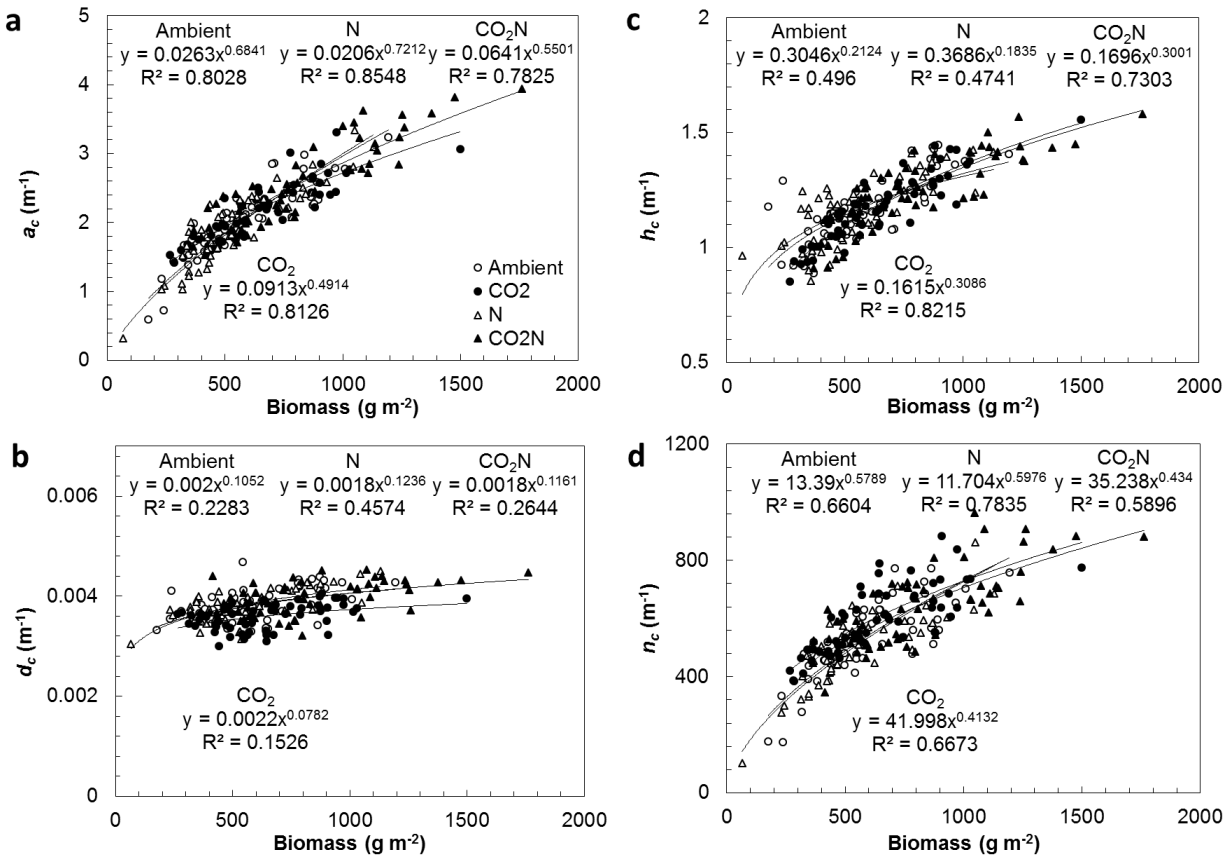 a
Ambient N CO₂N
y = 0.0263x^0.6841 y = 0.0206x^0.7212 y = 0.0641x^0.5501
R² = 0.8028 R² = 0.8548 R² = 0.7825
5
4
3
2
1
0
a_c (m⁻¹)
CO₂
y = 0.0913x^0.4914
R² = 0.8126
Ambient
CO2
N
CO2N
0 500 1000 1500 2000
Biomass (g m⁻²)
c
Ambient N CO₂N
y = 0.3046x^0.2124 y = 0.3686x^0.1835 y = 0.1696x^0.3001
R² = 0.496 R² = 0.4741 R² = 0.7303
2
1.5
1
0.5
h_c (m⁻¹)
CO₂
y = 0.1615x^0.3086
R² = 0.8215
0 500 1000 1500 2000
Biomass (g m⁻²)
b
Ambient N CO₂N
y = 0.002x^0.1052 y = 0.0018x^0.1236 y = 0.0018x^0.1161
R² = 0.2283 R² = 0.4574 R² = 0.2644
0.006
0.004
0.002
0
d_c (m⁻¹)
CO₂
y = 0.0022x^0.0782
R² = 0.1526
0 500 1000 1500 2000
Biomass (g m⁻²)
d
Ambient N CO₂N
y = 13.39x^0.5789 y = 11.704x^0.5976 y = 35.238x^0.434
R² = 0.6604 R² = 0.7835 R² = 0.5896
1200
800
400
0
n_c (m⁻¹)
CO₂
y = 41.998x^0.4132
R² = 0.6673
0 500 1000 1500 2000
Biomass (g m⁻²)